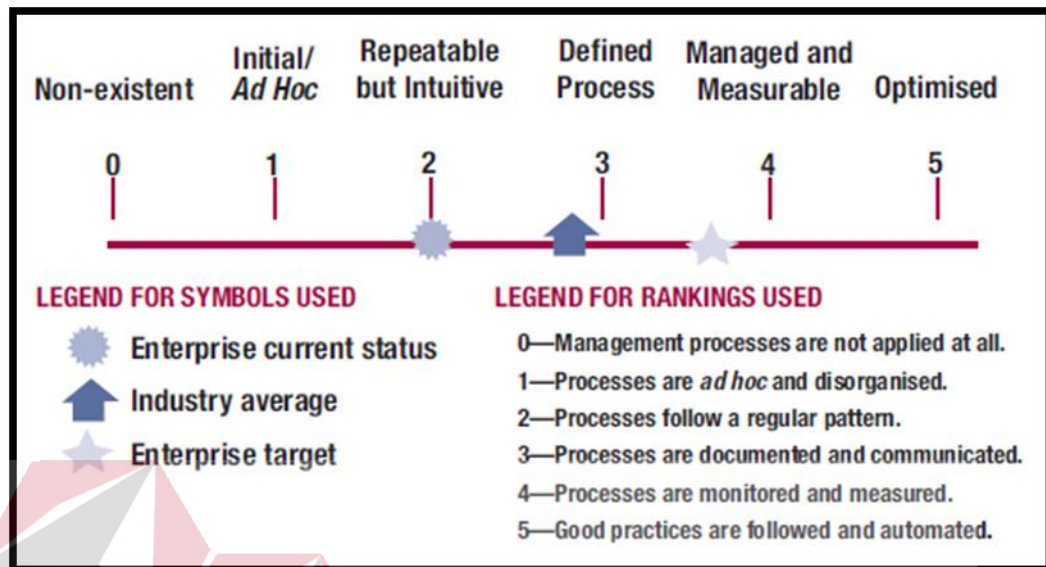 Non-existent
Initial/
Ad Hoc
Repeatable
but Intuitive
Defined
Process
Managed and
Measurable
Optimised
0 1 2 3 4 5
LEGEND FOR SYMBOLS USED
Enterprise current status
Industry average
Enterprise target
LEGEND FOR RANKINGS USED
0—Management processes are not applied at all.
1—Processes are ad hoc and disorganised.
2—Processes follow a regular pattern.
3—Processes are documented and communicated.
4—Processes are monitored and measured.
5—Good practices are followed and automated.